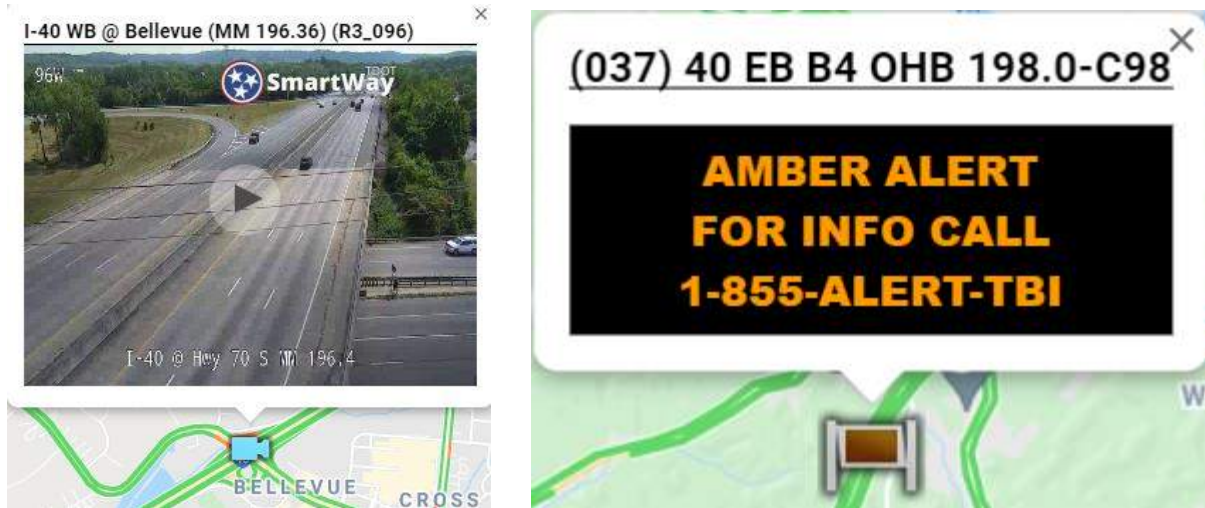 I-40 WB @ Bellevue (MM 196.36) (R3_096)
96W
TDOT
SmartWay
I-40 @ Hwy 70 S MM 196.4
BELLEVUE
CROSS
(037) 40 EB B4 OHB 198.0-C98
AMBER ALERT
FOR INFO CALL
1-855-ALERT-TBI
W